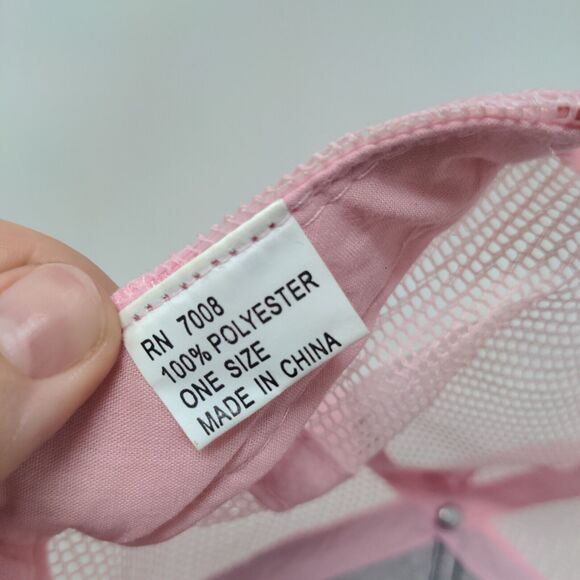 RN 7008
100% POLYESTER
ONE SIZE
MADE IN CHINA